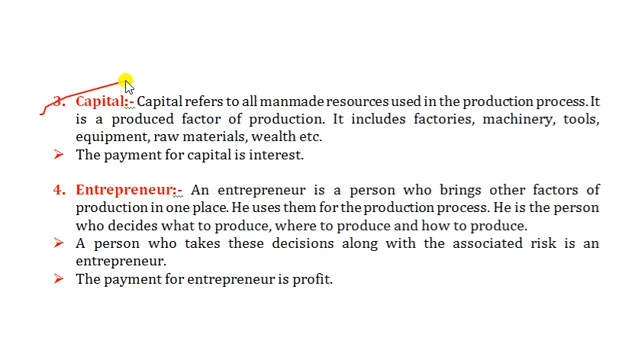 3. Capital:- Capital refers to all manmade resources used in the production process. It
is a produced factor of production. It includes factories, machinery, tools,
equipment, raw materials, wealth etc.
➢ The payment for capital is interest.
4. Entrepreneur:- An entrepreneur is a person who brings other factors of
production in one place. He uses them for the production process. He is the person
who decides what to produce, where to produce and how to produce.
➢ A person who takes these decisions along with the associated risk is an
entrepreneur.
➢ The payment for entrepreneur is profit.